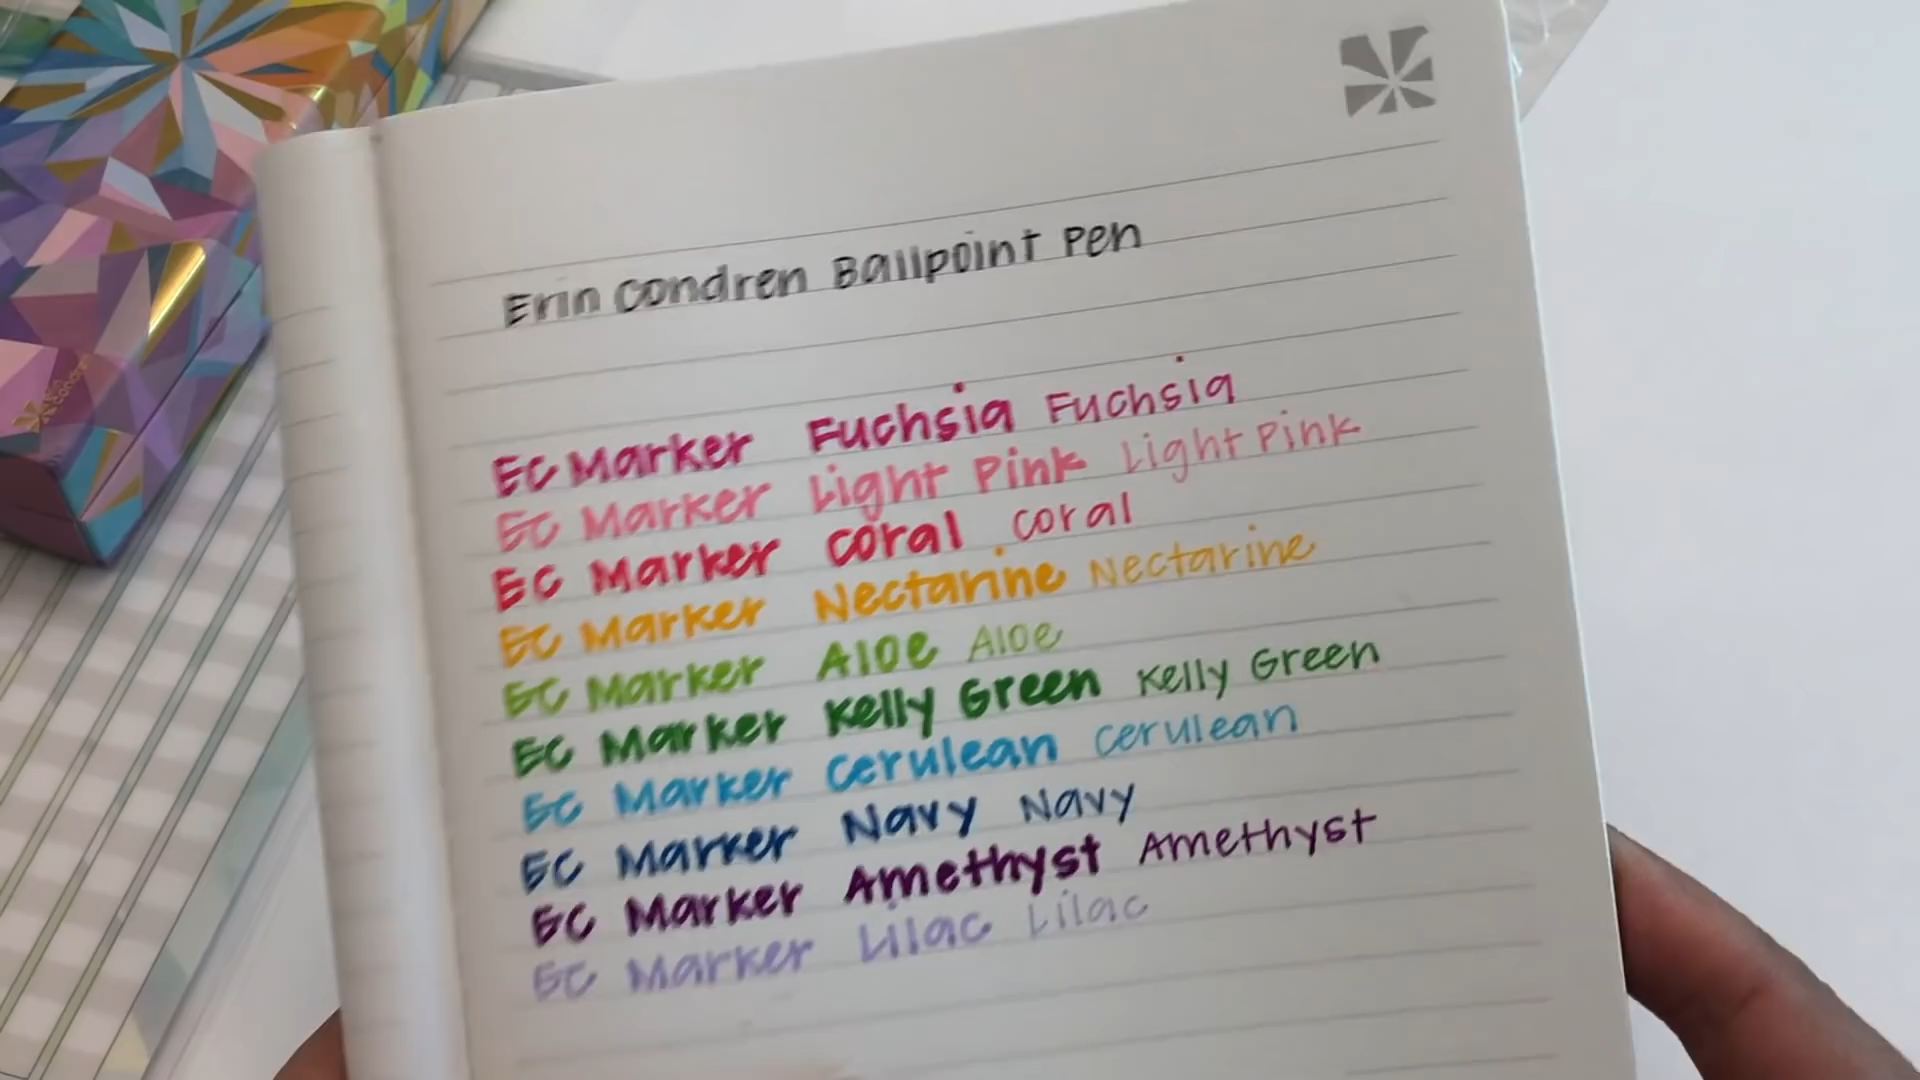 Erin Condren Ballpoint Pen
EC Marker Fuchsia Fuchsia
EC Marker Light Pink Light Pink
EC Marker Coral Coral
EC Marker Nectarine Nectarine
EC Marker Aloe Aloe
EC Marker Kelly Green Kelly Green
EC Marker Cerulean Cerulean
EC Marker Navy Navy
EC Marker Amethyst Amethyst
EC Marker Lilac Lilac